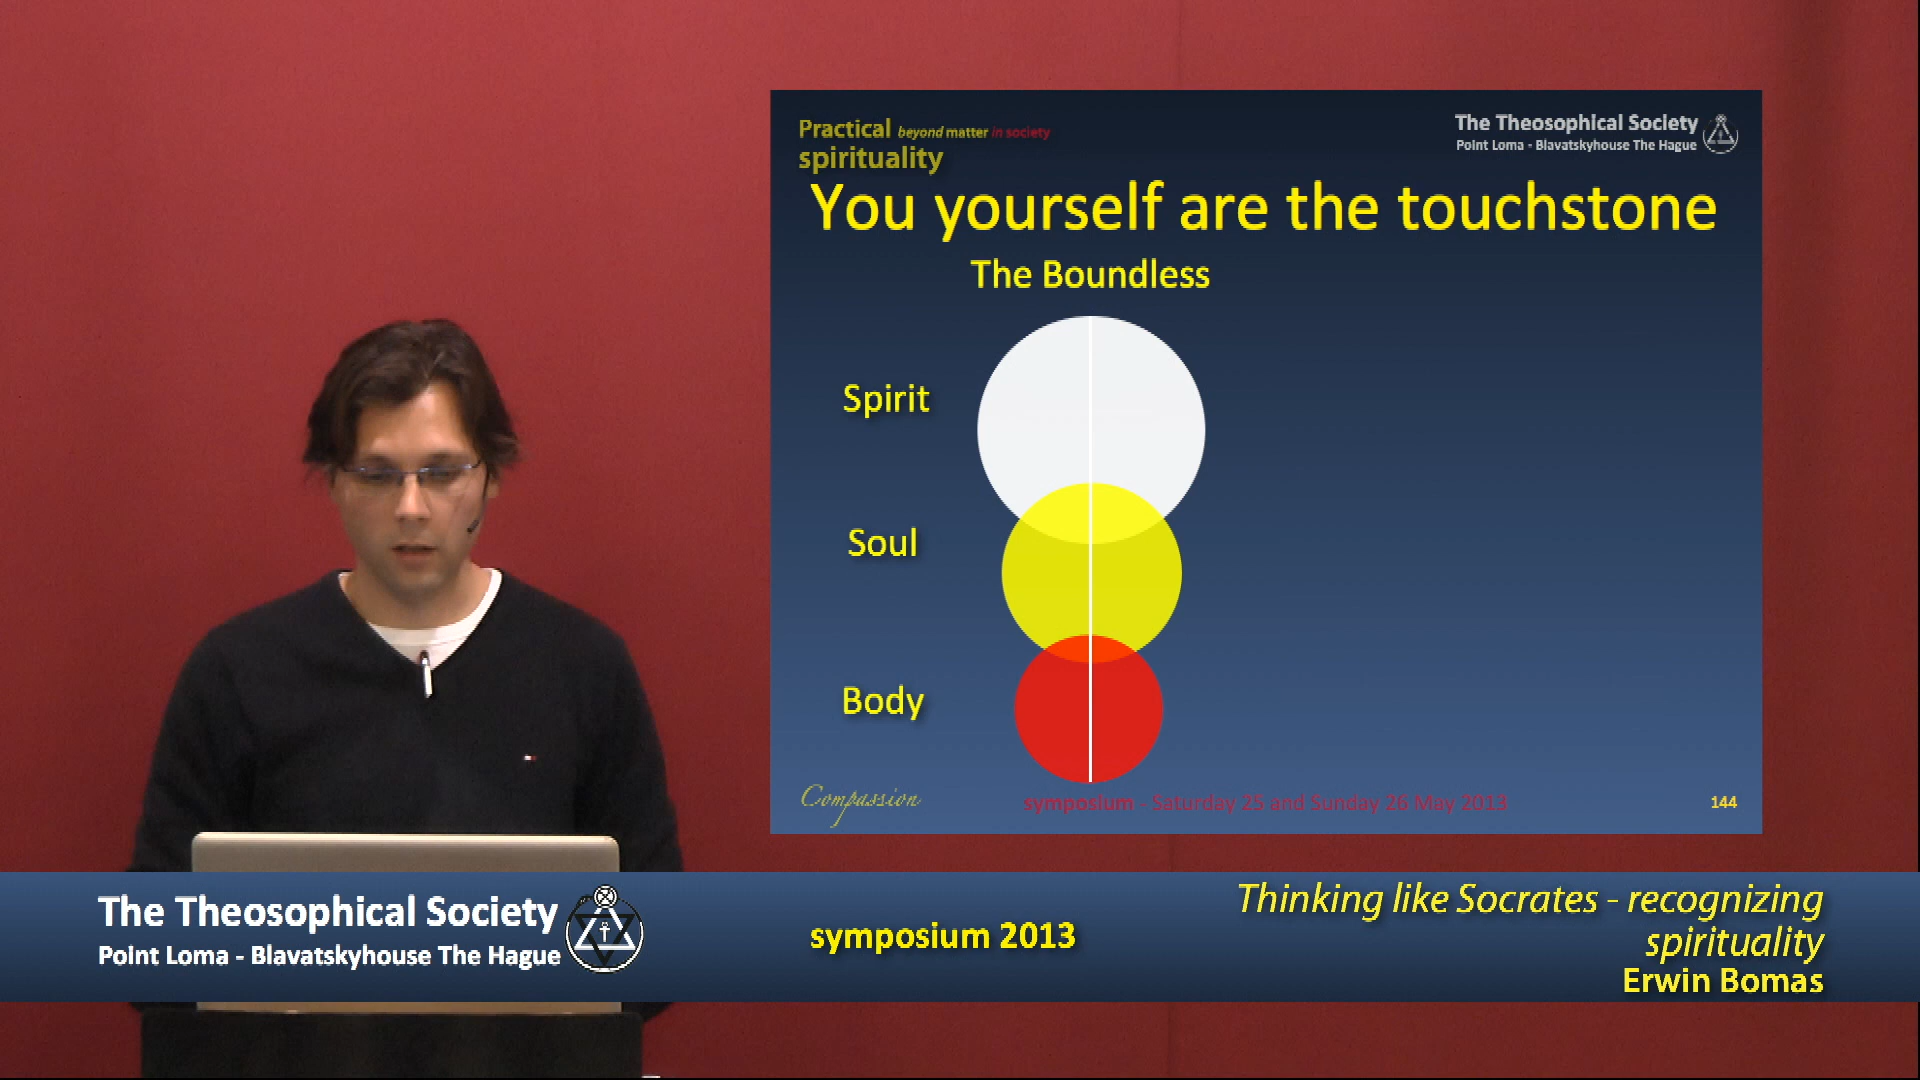 Practical beyond matter in society
spirituality
The Theosophical Society
Point Loma - Blavatskyhouse The Hague
You yourself are the touchstone
The Boundless
Spirit
Soul
Body
Compassion
symposium - Saturday 25 and Sunday 26 May 2013
144
The Theosophical Society
Point Loma - Blavatskyhouse The Hague
symposium 2013
Thinking like Socrates - recognizing
spirituality
Erwin Bomas